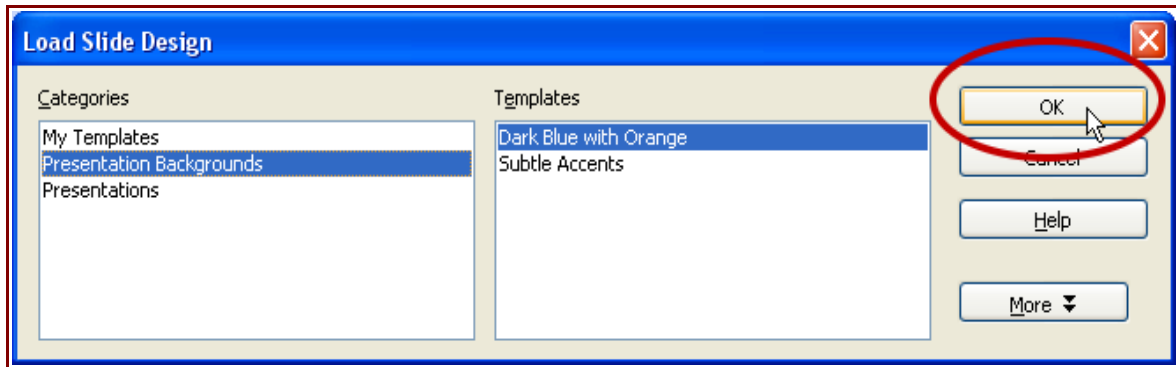 Load Slide Design
Categories
Templates
My Templates
Presentation Backgrounds
Presentations
Dark Blue with Orange
Subtle Accents
OK
Cancel
Help
More